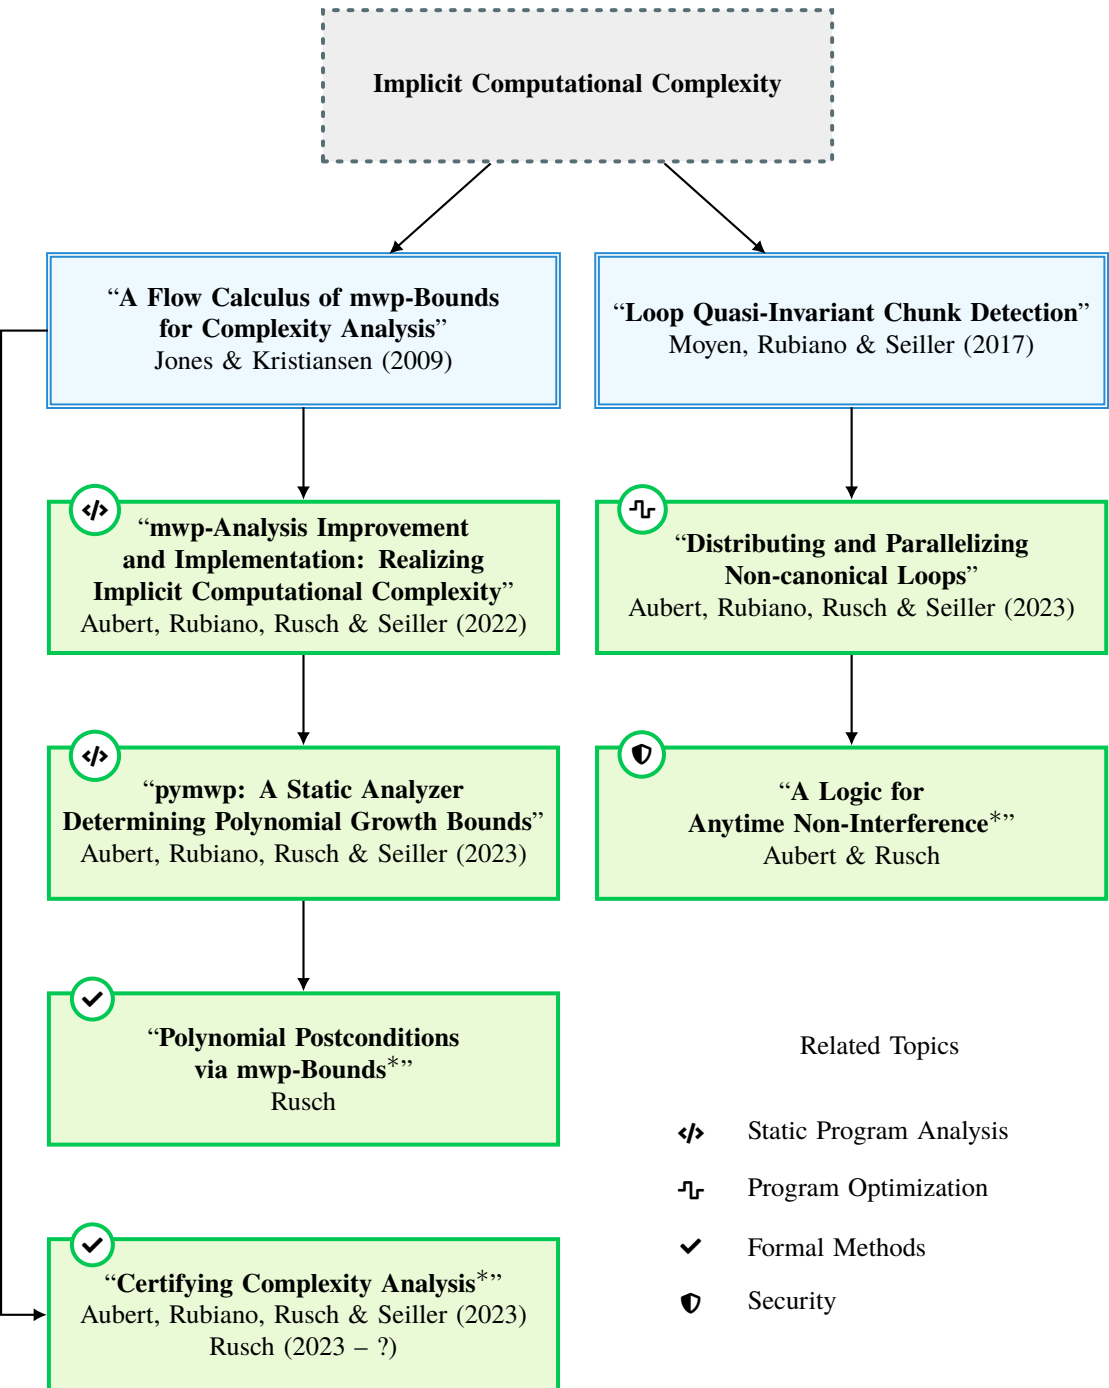 Implicit Computational Complexity
“A Flow Calculus of mwp-Bounds
for Complexity Analysis”
Jones & Kristiansen (2009)
“Loop Quasi-Invariant Chunk Detection”
Moyen, Rubiano & Seiller (2017)
“mwp-Analysis Improvement
and Implementation: Realizing
Implicit Computational Complexity”
Aubert, Rubiano, Rusch & Seiller (2022)
“Distributing and Parallelizing
Non-canonical Loops”
Aubert, Rubiano, Rusch & Seiller (2023)
“pymwp: A Static Analyzer
Determining Polynomial Growth Bounds”
Aubert, Rubiano, Rusch & Seiller (2023)
“A Logic for
Anytime Non-Interference*”
Aubert & Rusch
“Polynomial Postconditions
via mwp-Bounds*”
Rusch
“Certifying Complexity Analysis*”
Aubert, Rubiano, Rusch & Seiller (2023)
Rusch (2023 – ?)
Related Topics
Static Program Analysis
Program Optimization
Formal Methods
Security